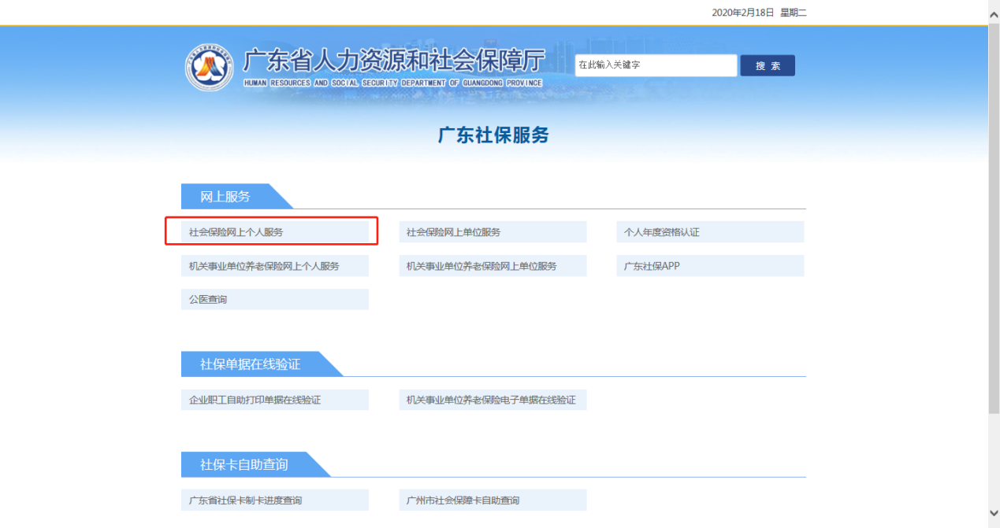 2020年2月18日 星期二
广东省人力资源和社会保障厅
HUMAN RESOURCES AND SOCIAL SECURITY DEPARTMENT OF GUANGDONG PROVINCE
在此输入关键字 搜 索
广东社保服务
网上服务
社会保险网上个人服务 社会保险网上单位服务 个人年度资格认证
机关事业单位养老保险网上个人服务 机关事业单位养老保险网上单位服务 广东社保APP
公医查询
社保单据在线验证
企业职工自助打印单据在线验证 机关事业单位养老保险电子单据在线验证
社保卡自助查询
广东省社保卡制卡进度查询 广州市社会保障卡自助查询